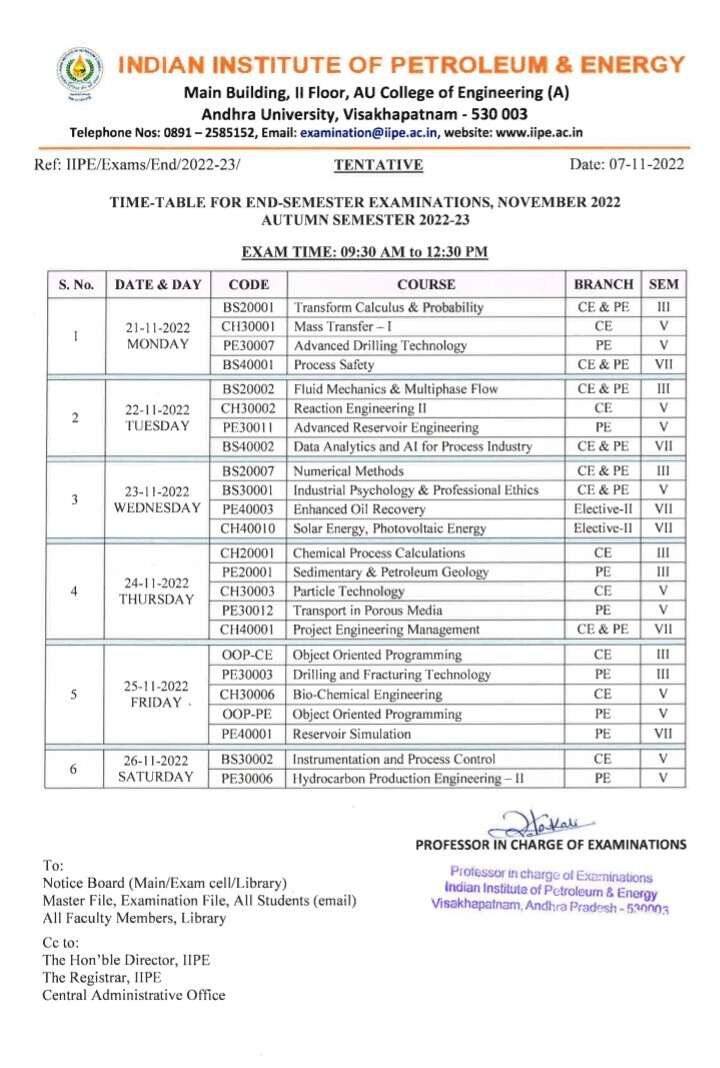 INDIAN INSTITUTE OF PETROLEUM & ENERGY
Main Building, II Floor, AU College of Engineering (A)
Andhra University, Visakhapatnam - 530 003
Telephone Nos: 0891 – 2585152, Email: examination@iipe.ac.in, website: www.iipe.ac.in
Ref: IIPE/Exams/End/2022-23/ TENTATIVE Date: 07-11-2022
TIME-TABLE FOR END-SEMESTER EXAMINATIONS, NOVEMBER 2022
AUTUMN SEMESTER 2022-23
EXAM TIME: 09:30 AM to 12:30 PM
S. No. DATE & DAY CODE COURSE BRANCH SEM
1 21-11-2022 MONDAY
BS20001 Transform Calculus & Probability CE & PE III
CH30001 Mass Transfer – I CE V
PE30007 Advanced Drilling Technology PE V
BS40001 Process Safety CE & PE VII
2 22-11-2022 TUESDAY
BS20002 Fluid Mechanics & Multiphase Flow CE & PE III
CH30002 Reaction Engineering II CE V
PE30011 Advanced Reservoir Engineering PE V
BS40002 Data Analytics and AI for Process Industry CE & PE VII
3 23-11-2022 WEDNESDAY
BS20007 Numerical Methods CE & PE III
BS30001 Industrial Psychology & Professional Ethics CE & PE V
PE40003 Enhanced Oil Recovery Elective-II VII
CH40010 Solar Energy, Photovoltaic Energy Elective-II VII
4 24-11-2022 THURSDAY
CH20001 Chemical Process Calculations CE III
PE20001 Sedimentary & Petroleum Geology PE III
CH30003 Particle Technology CE V
PE30012 Transport in Porous Media PE V
CH40001 Project Engineering Management CE & PE VII
5 25-11-2022 FRIDAY
OOP-CE Object Oriented Programming CE III
PE30003 Drilling and Fracturing Technology PE III
CH30006 Bio-Chemical Engineering CE V
OOP-PE Object Oriented Programming PE V
PE40001 Reservoir Simulation PE VII
6 26-11-2022 SATURDAY
BS30002 Instrumentation and Process Control CE V
PE30006 Hydrocarbon Production Engineering – II PE V
PROFESSOR IN CHARGE OF EXAMINATIONS
Professor in charge of Examinations
Indian Institute of Petroleum & Energy
Visakhapatnam, Andhra Pradesh - 530003
To:
Notice Board (Main/Exam cell/Library)
Master File, Examination File, All Students (email)
All Faculty Members, Library
Cc to:
The Hon'ble Director, IIPE
The Registrar, IIPE
Central Administrative Office